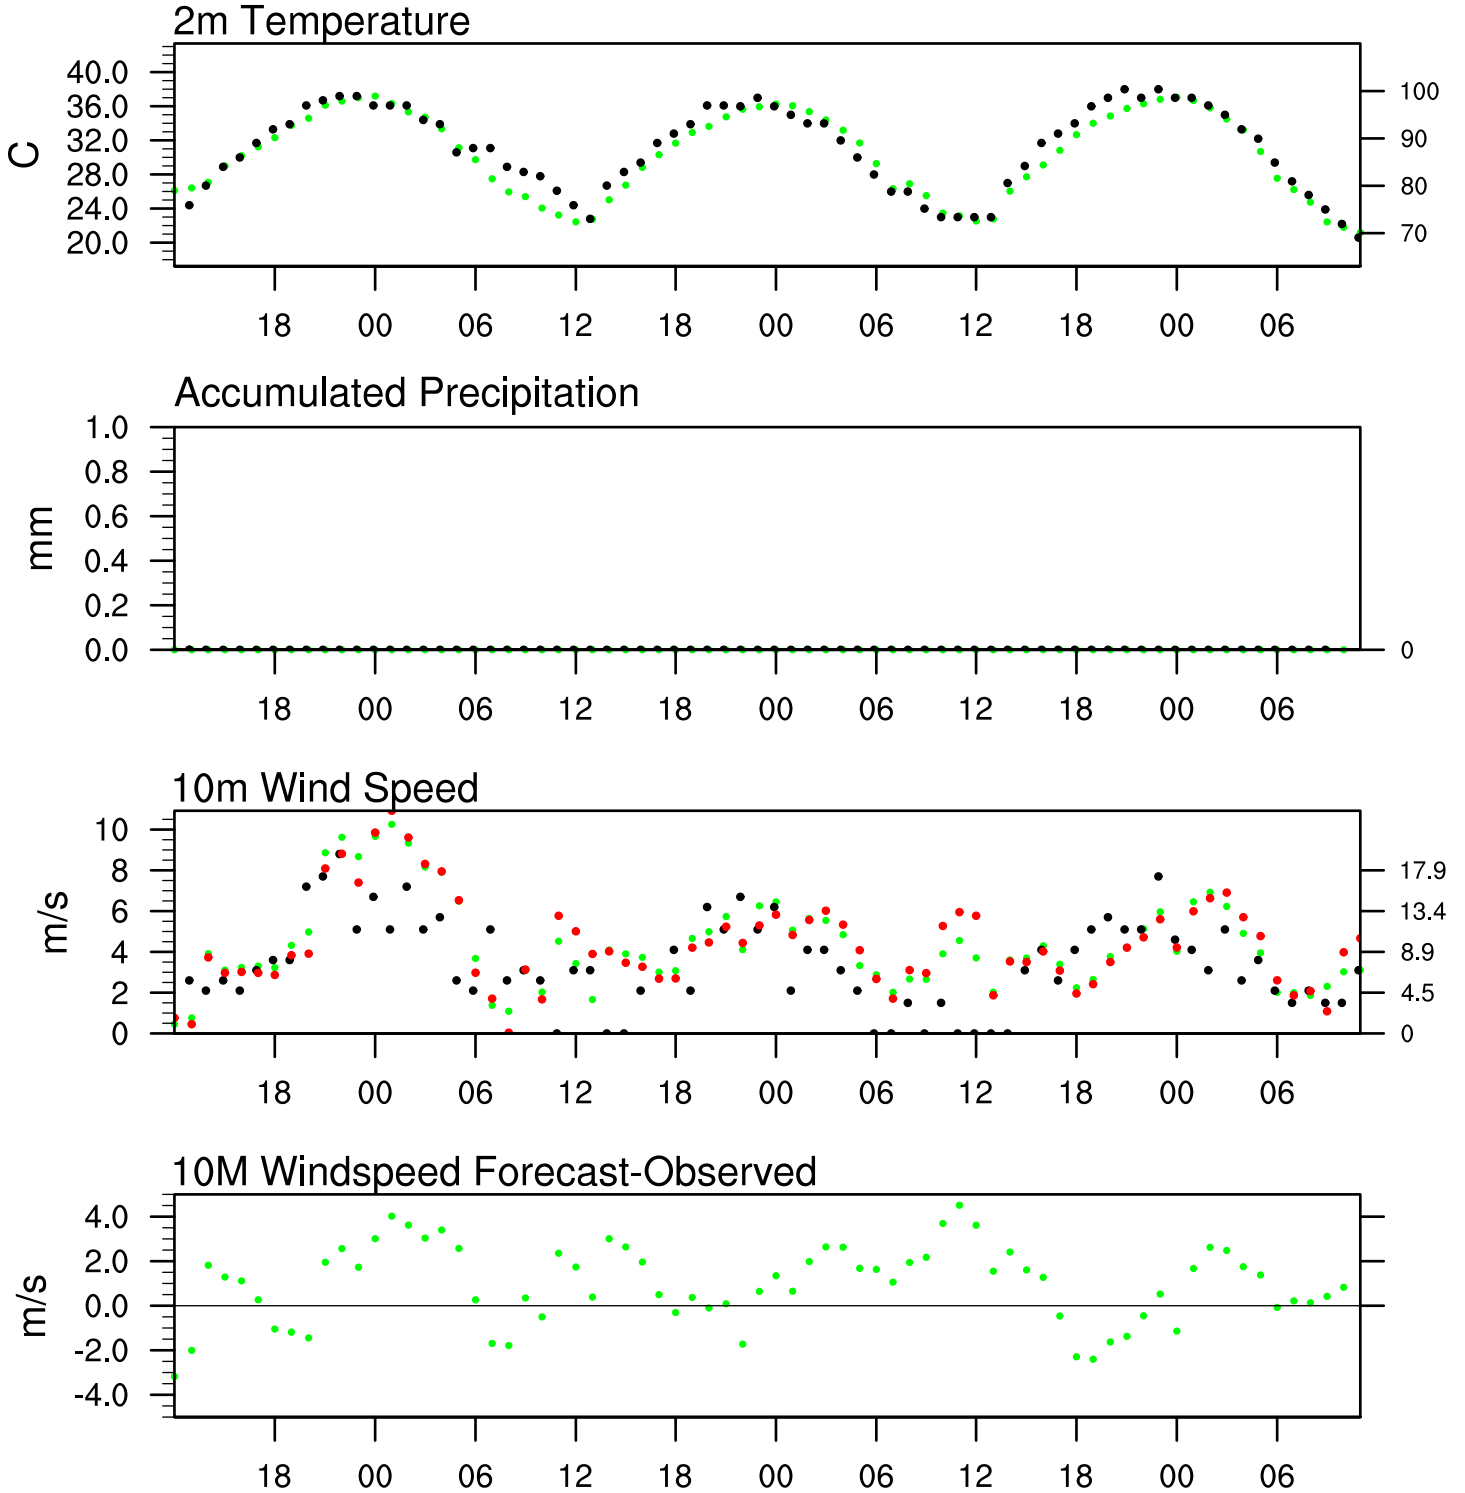 2m Temperature
40.0
36.0
32.0
28.0
24.0
20.0
C
100
90
80
70
18 00 06 12 18 00 06 12 18 00 06
Accumulated Precipitation
1.0
0.8
0.6
0.4
0.2
0.0
mm
0
18 00 06 12 18 00 06 12 18 00 06
10m Wind Speed
10
8
6
4
2
0
m/s
17.9
13.4
8.9
4.5
0
18 00 06 12 18 00 06 12 18 00 06
10M Windspeed Forecast-Observed
4.0
2.0
0.0
-2.0
-4.0
m/s
18 00 06 12 18 00 06 12 18 00 06